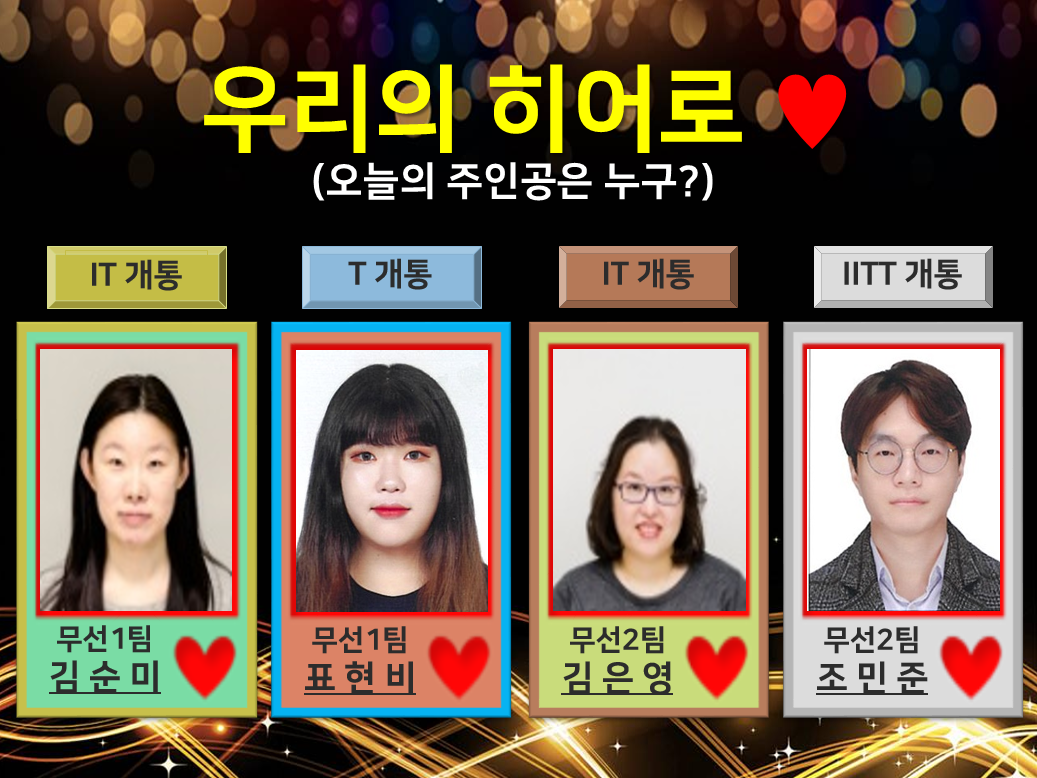 우리의 히어로
(오늘의 주인공은 누구?)
IT 개통
T 개통
IT 개통
IITT 개통
무선1팀
김 순 미
무선1팀
표 현 비
무선2팀
김 은 영
무선2팀
조 민 준